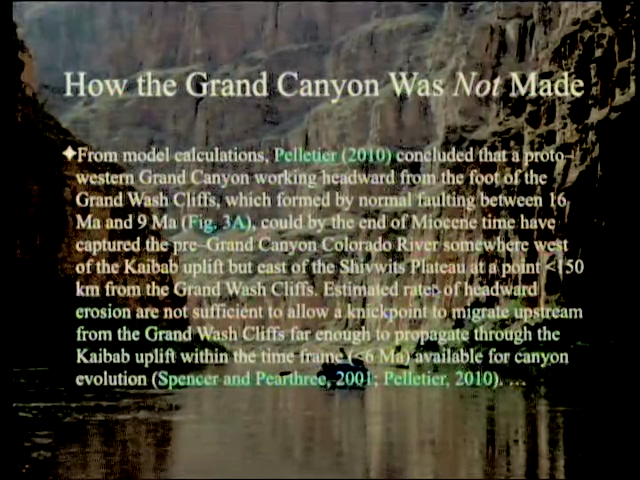 How the Grand Canyon Was Not Made
✦From model calculations, Pelletier (2010) concluded that a proto–
western Grand Canyon working headward from the foot of the
Grand Wash Cliffs, which formed by normal faulting between 16
Ma and 9 Ma (Fig. 3A), could by the end of Miocene time have
captured the pre–Grand Canyon Colorado River somewhere west
of the Kaibab uplift but east of the Shivwits Plateau at a point <150
km from the Grand Wash Cliffs. Estimated rates of headward
erosion are not sufficient to allow a knickpoint to migrate upstream
from the Grand Wash Cliffs far enough to propagate through the
Kaibab uplift within the time frame (<6 Ma) available for canyon
evolution (Spencer and Pearthree, 2001; Pelletier, 2010). …